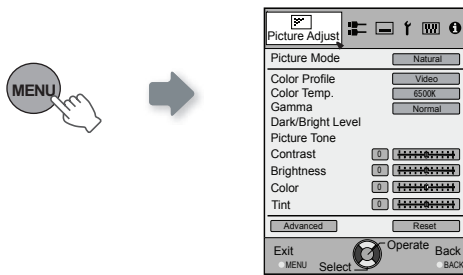 MENU
Picture Adjust
Picture Mode Natural
Color Profile Video
Color Temp. 6500K
Gamma Normal
Dark/Bright Level
Picture Tone
Contrast 0
Brightness 0
Color 0
Tint 0
Advanced Reset
Exit Operate Back
MENU Select BACK